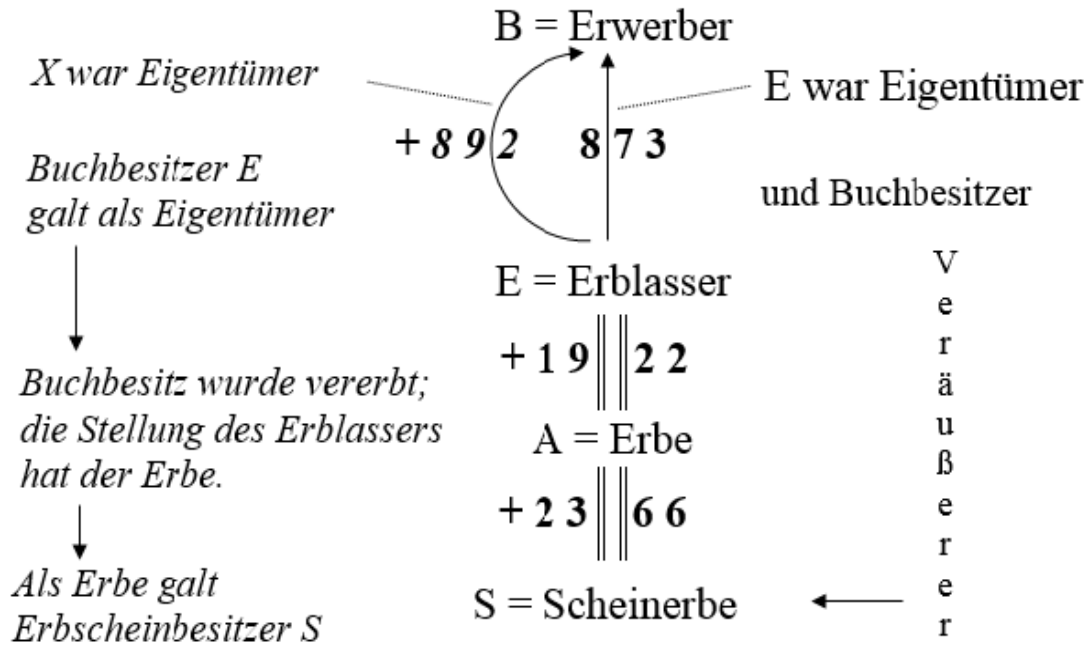 B = Erwerber
X war Eigentümer
E war Eigentümer
+ 8 9 2 8 7 3
Buchbesitzer E
galt als Eigentümer
und Buchbesitzer
E = Erblasser
+ 1 9 2 2
Buchbesitz wurde vererbt;
die Stellung des Erblassers
hat der Erbe.
A = Erbe
+ 2 3 6 6
Als Erbe galt
Erbscheinbesitzer S
S = Scheinerbe
V
e
r
ä
u
ß
e
r
e
r